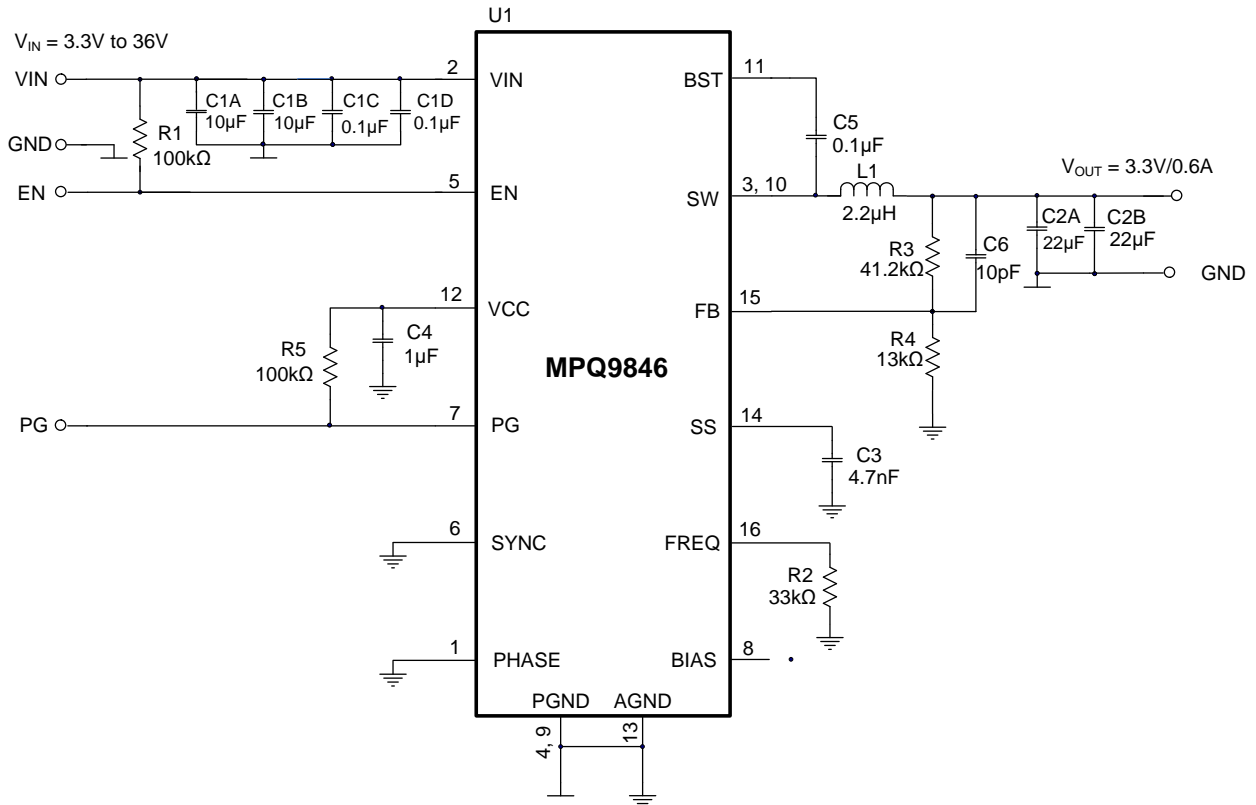 U1
V_IN = 3.3V to 36V
VIN
GND
EN
R1
100kΩ
C1A
10µF
C1B
10µF
C1C
0.1µF
C1D
0.1µF
2
VIN
5
EN
12
VCC
C4
1µF
R5
100kΩ
PG
7
PG
6
SYNC
1
PHASE
MPQ9846
PGND
AGND
4, 9
13
BST
11
C5
0.1µF
L1
2.2µH
SW
3, 10
V_OUT = 3.3V/0.6A
R3
41.2kΩ
C6
10pF
C2A
22µF
C2B
22µF
GND
FB
15
R4
13kΩ
SS
14
C3
4.7nF
FREQ
16
R2
33kΩ
BIAS
8